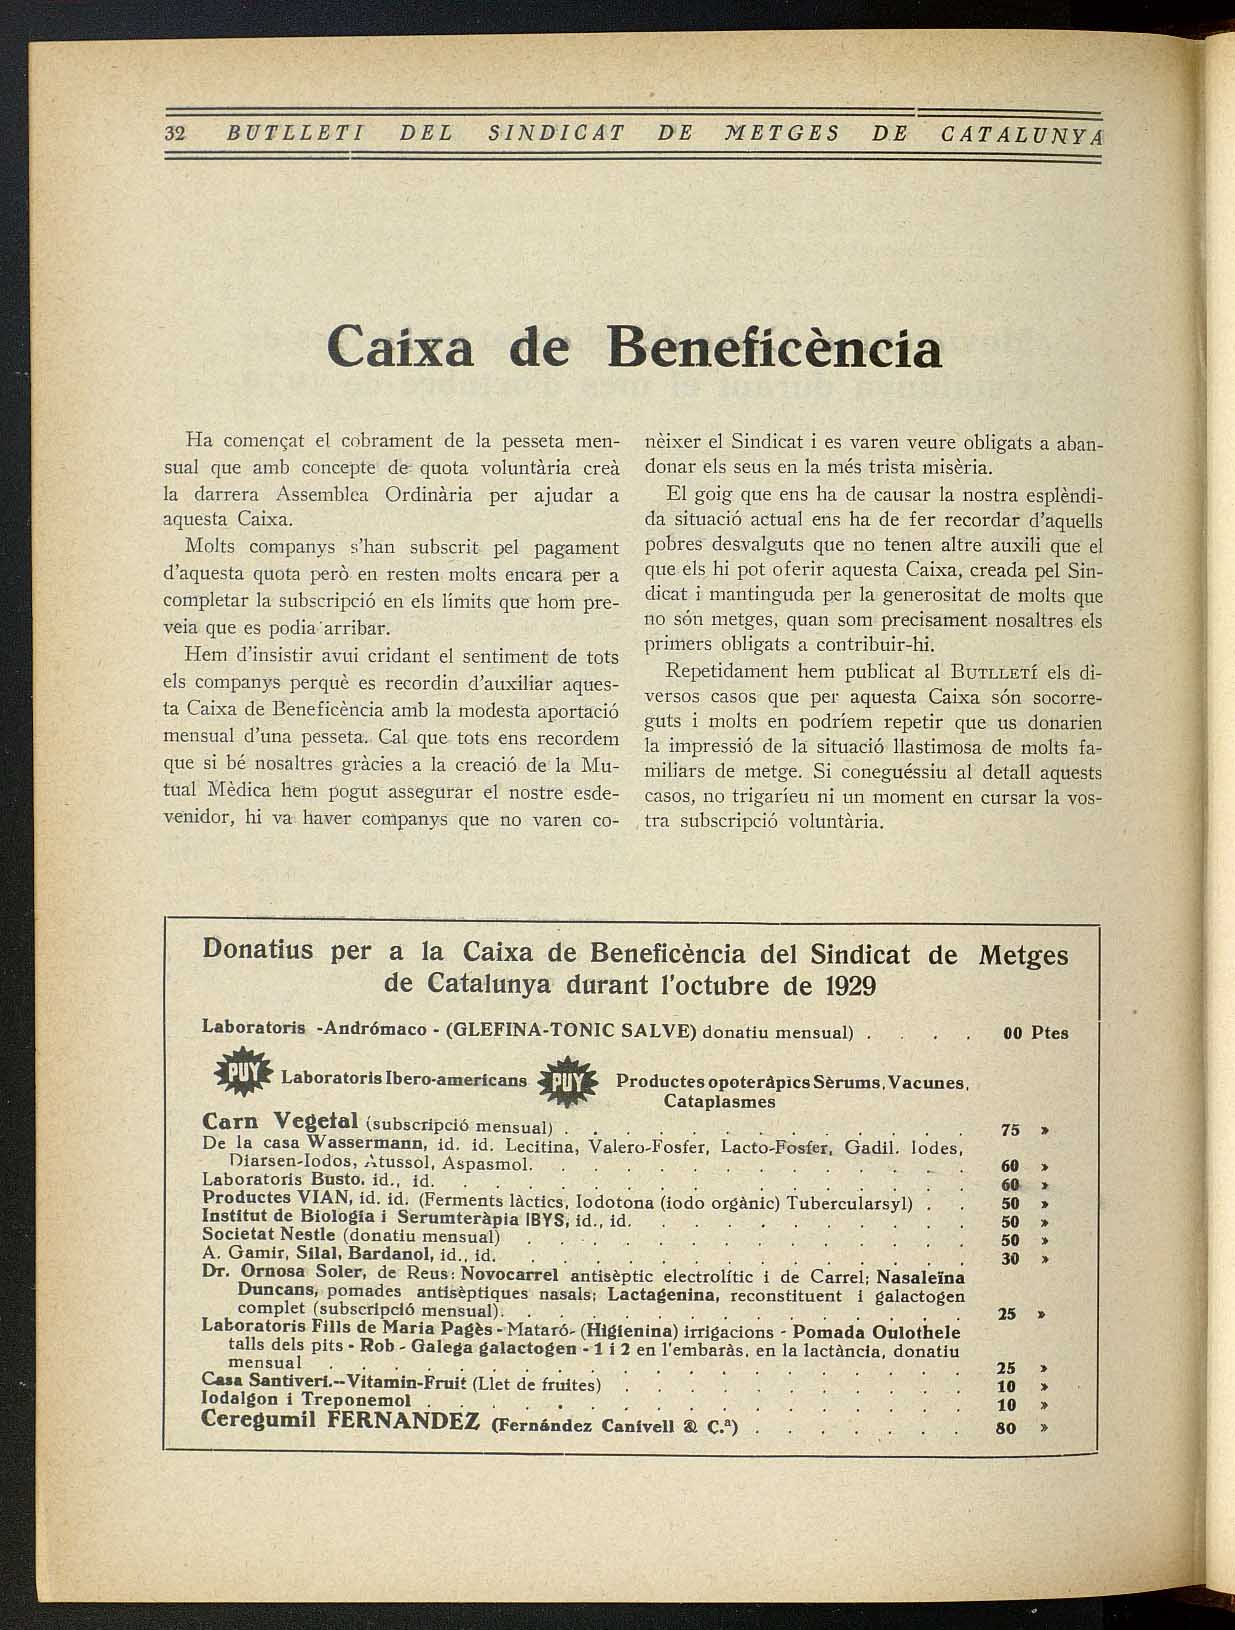 32 BUTLLETI DEL SINDICAT DE METGES DE CATALUNYA
Caixa de Beneficència
Ha començat el cobrament de la pesseta men-
sual que amb concepte de quota voluntària creà
la darrera Assemblea Ordinària per ajudar a
aquesta Caixa.
Molts companys s'han subscrit pel pagament
d'aquesta quota però en resten molts encara per a
completar la subscripció en els límits que hom pre-
veia que es podia arribar.
Hem d'insistir avui cridant el sentiment de tots
els companys perquè es recordin d'auxiliar aques-
ta Caixa de Beneficència amb la modesta aportació
mensual d'una pesseta. Cal que tots ens recordem
que si bé nosaltres gràcies a la creació de la Mu-
tual Mèdica hem pogut assegurar el nostre esde-
venidor, hi va haver companys que no varen co-
nèixer el Sindicat i es varen veure obligats a aban-
donar els seus en la més trista misèria.
El goig que ens ha de causar la nostra esplèndi-
da situació actual ens ha de fer recordar d'aquells
pobres desvalguts que no tenen altre auxili que el
que els hi pot oferir aquesta Caixa, creada pel Sin-
dicat i mantinguda per la generositat de molts que
no són metges, quan som precisament nosaltres els
primers obligats a contribuir-hi.
Repetidament hem publicat al BUTLLETÍ els di-
versos casos que per aquesta Caixa són socorre-
guts i molts en podríem repetir que us donarien
la impressió de la situació llastimosa de molts fa-
miliars de metge. Si coneguéssiu al detall aquests
casos, no trigaríeu ni un moment en cursar la vos-
tra subscripció voluntària.
Donatius per a la Caixa de Beneficència del Sindicat de Metges
de Catalunya durant l'octubre de 1929
Laboratoris -Andrómaco - (GLEFINA-TONIC SALVE) donatiu mensual) . . . . 00 Ptes
PUY Laboratoris Ibero-americans PUY Productes opoteràpics Sèrums, Vacunes,
Cataplasmes
Carn Vegetal (subscripció mensual) . . . . . . . . . . . . . 75 »
De la casa Wassermann, id. id. Lecitina, Valero-Fosfer, Lacto-Fosfer, Gadil. Iodes,
Diarsen-Iodos, Atussol, Aspasmol. . . . . . . . . . . . . . 60 »
Laboratoris Busto. id., id. . . . . . . . . . . . . . . . . 60 »
Productes VIAN, id. id. (Ferments làctics, Iodotona (iodo orgànic) Tubercularsyl) . . 50 »
Institut de Biologia i Serumteràpia IBYS, id., id. . . . . . . . . . . 50 »
Societat Nestle (donatiu mensual) . . . . . . . . . . . . . . 50 »
A. Gamir, Silal, Bardanol, id., id. . . . . . . . . . . . . . . 30 »
Dr. Ornosa Soler, de Reus: Novocarrel antisèptic electrolític i de Carrel; Nasaleïna
Duncans, pomades antisèptiques nasals; Lactagenina, reconstituent i galactogen
complet (subscripció mensual). . . . . . . . . . . . . . . 25 »
Laboratoris Fills de Maria Pagès - Mataró- (Higienina) irrigacions - Pomada Oulothele
talls dels pits - Rob - Galega galactogen - 1 i 2 en l'embaràs, en la lactància, donatiu
mensual . . . . . . . . . . . . . . . . . . . . 25 »
Casa Santiveri.--Vitamin-Fruit (Llet de fruites) . . . . . . . . . . . 10 »
Iodalgon i Treponemol . . . . . . . . . . . . . . . . . 10 »
Ceregumil FERNANDEZ (Fernández Canivell & C.ª) . . . . . . . 80 »